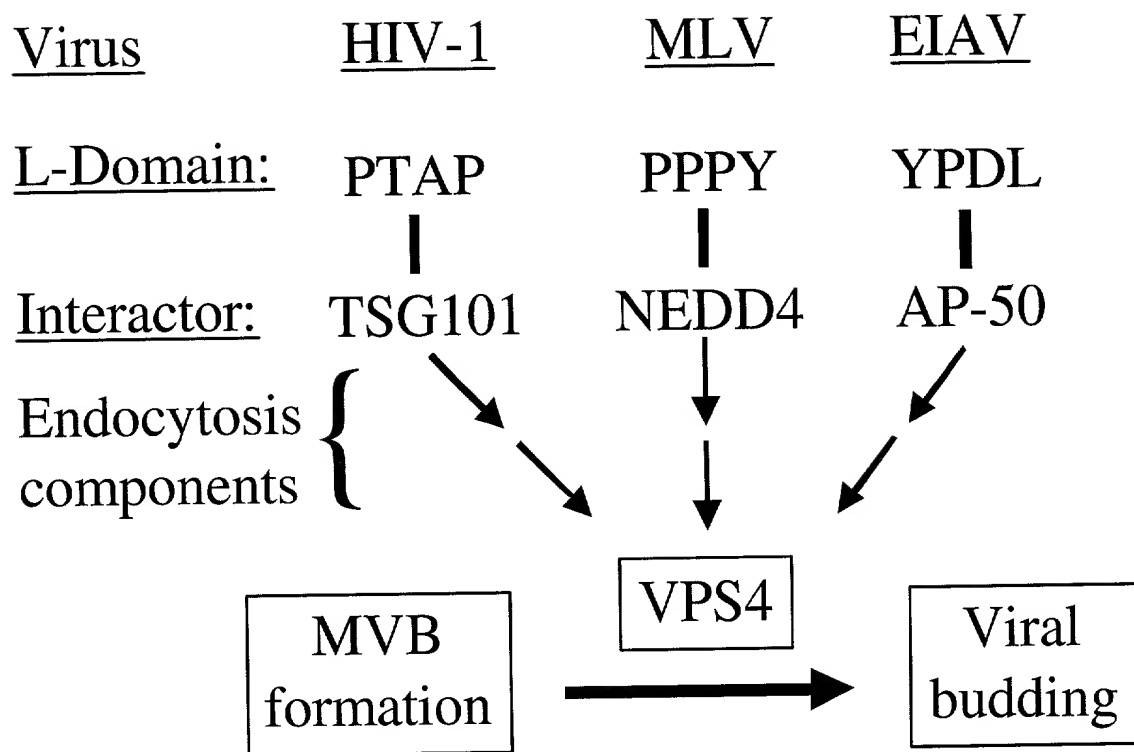 Virus HIV-1 MLV EIAV
L-Domain: PTAP PPPY YPDL
Interactor: TSG101 NEDD4 AP-50
Endocytosis
components
VPS4
MVB
formation
Viral
budding